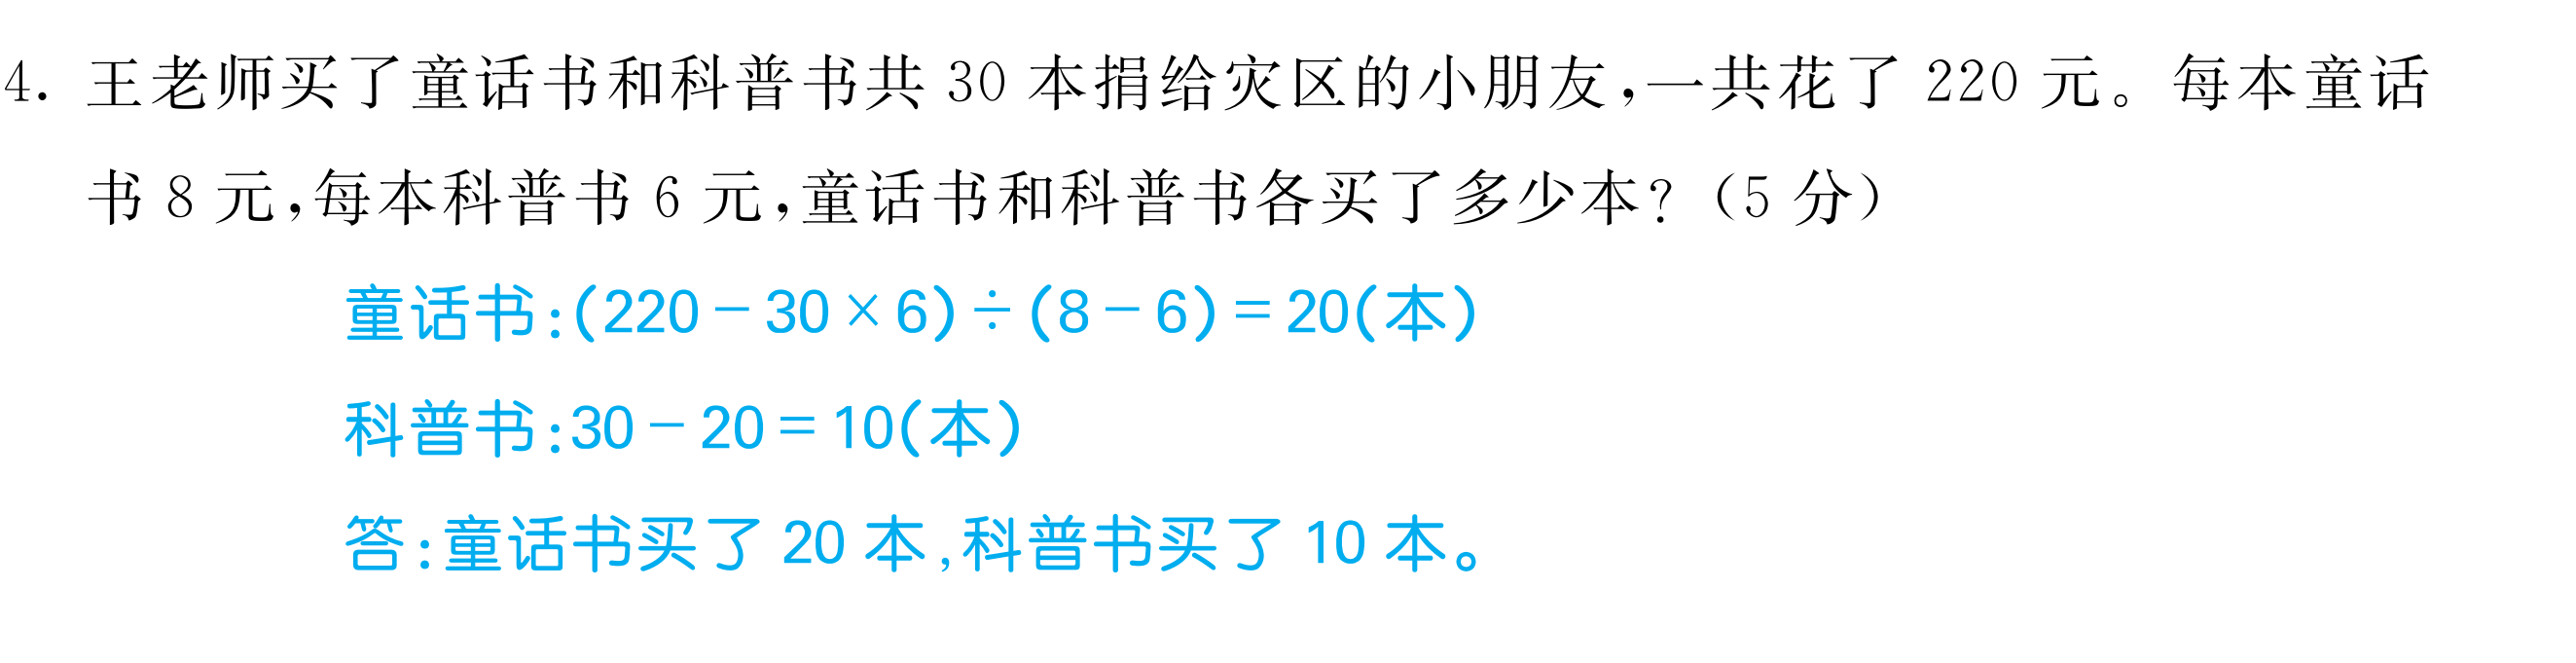 4. 王老师买了童话书和科普书共 30 本捐给灾区的小朋友,一共花了 220 元。每本童话
书 8 元,每本科普书 6 元,童话书和科普书各买了多少本?(5 分)
童话书:(220-30×6)÷(8-6)=20(本)
科普书:30-20=10(本)
答:童话书买了 20 本,科普书买了 10 本。